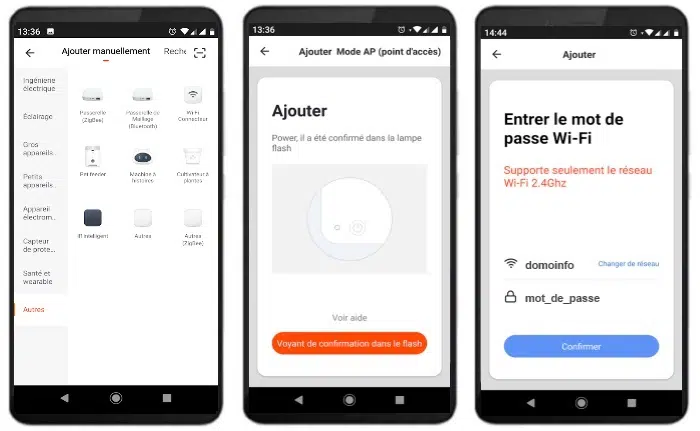 13:36
Ajouter manuellement
Reche
Ingénierie
électrique
Éclairage
Gros
appareils...
Petits
appareils...
Appareil
électrom...
Capteur
de prote...
Santé et
wearable
Autres
Passerelle
(ZigBee)
Passerelle de
Maillage
(Bluetooth)
Wi-Fi
Connecteur
Pet feeder
Machine à
histoires
Cultivateur à
plantes
IR Intelligent
Autres
Autres
(ZigBee)
13:36
Ajouter Mode AP (point d'accès)
Ajouter
Power, il a été confirmé dans la lampe
flash
Voir aide
Voyant de confirmation dans le flash
14:44
Ajouter
Entrer le mot de
passe Wi-Fi
Supporte seulement le réseau
Wi-Fi 2.4Ghz
domoinfo
Changer de réseau
mot_de_passe
Confirmer